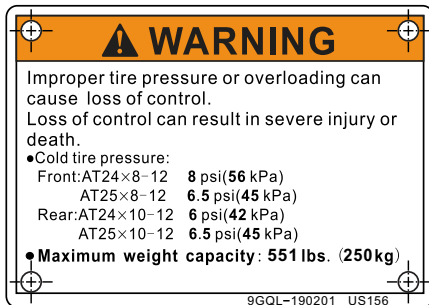 WARNING
Improper tire pressure or overloading can
cause loss of control.
Loss of control can result in severe injury or
death.
●Cold tire pressure:
Front:AT24×8-12 8 psi(56 kPa)
AT25×8-12 6.5 psi(45 kPa)
Rear:AT24×10-12 6 psi(42 kPa)
AT25×10-12 6.5 psi(45 kPa)
●Maximum weight capacity: 551 lbs. (250kg)
9GQL-190201 US156